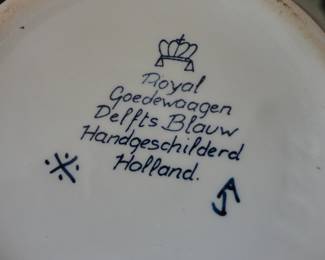 Royal
Goedewaagen
Delfts Blauw
Handgeschilderd
Holland.